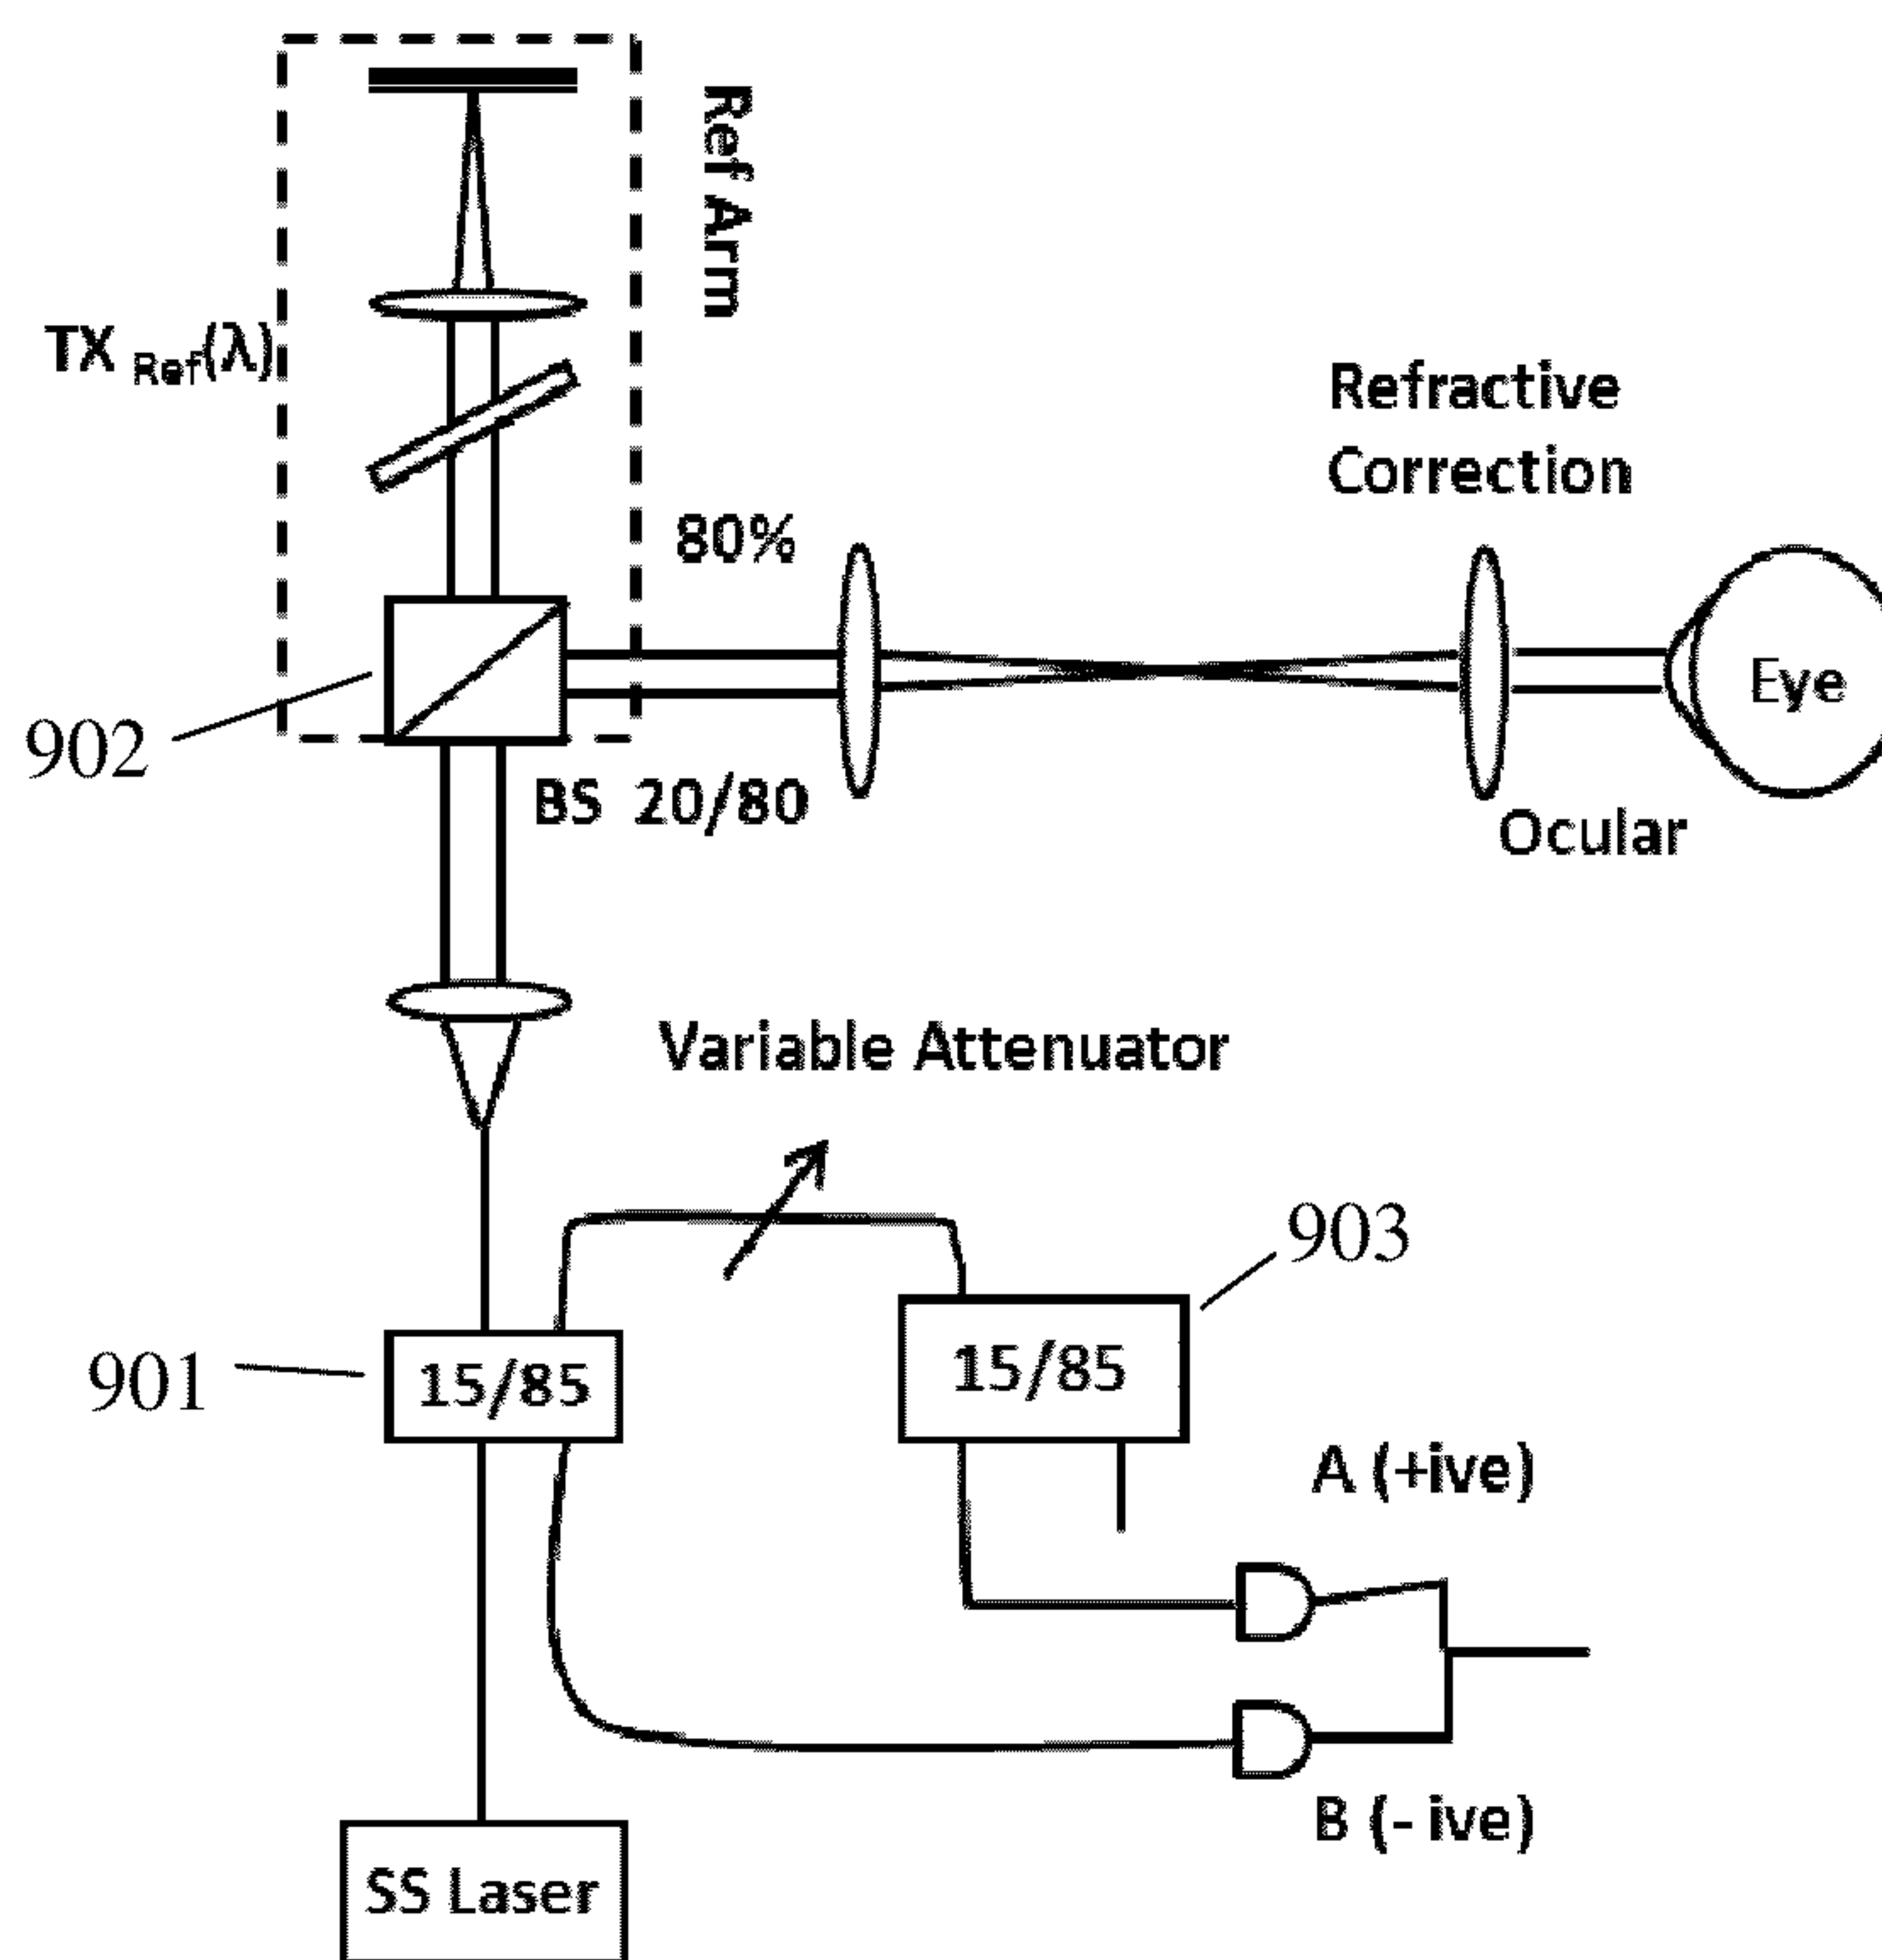 Ref Arm
TX Ref(λ)
Refractive
Correction
80%
Eye
902
BS 20/80
Ocular
Variable Attenuator
903
901
15/85
15/85
A (+ive)
B (- ive)
SS Laser